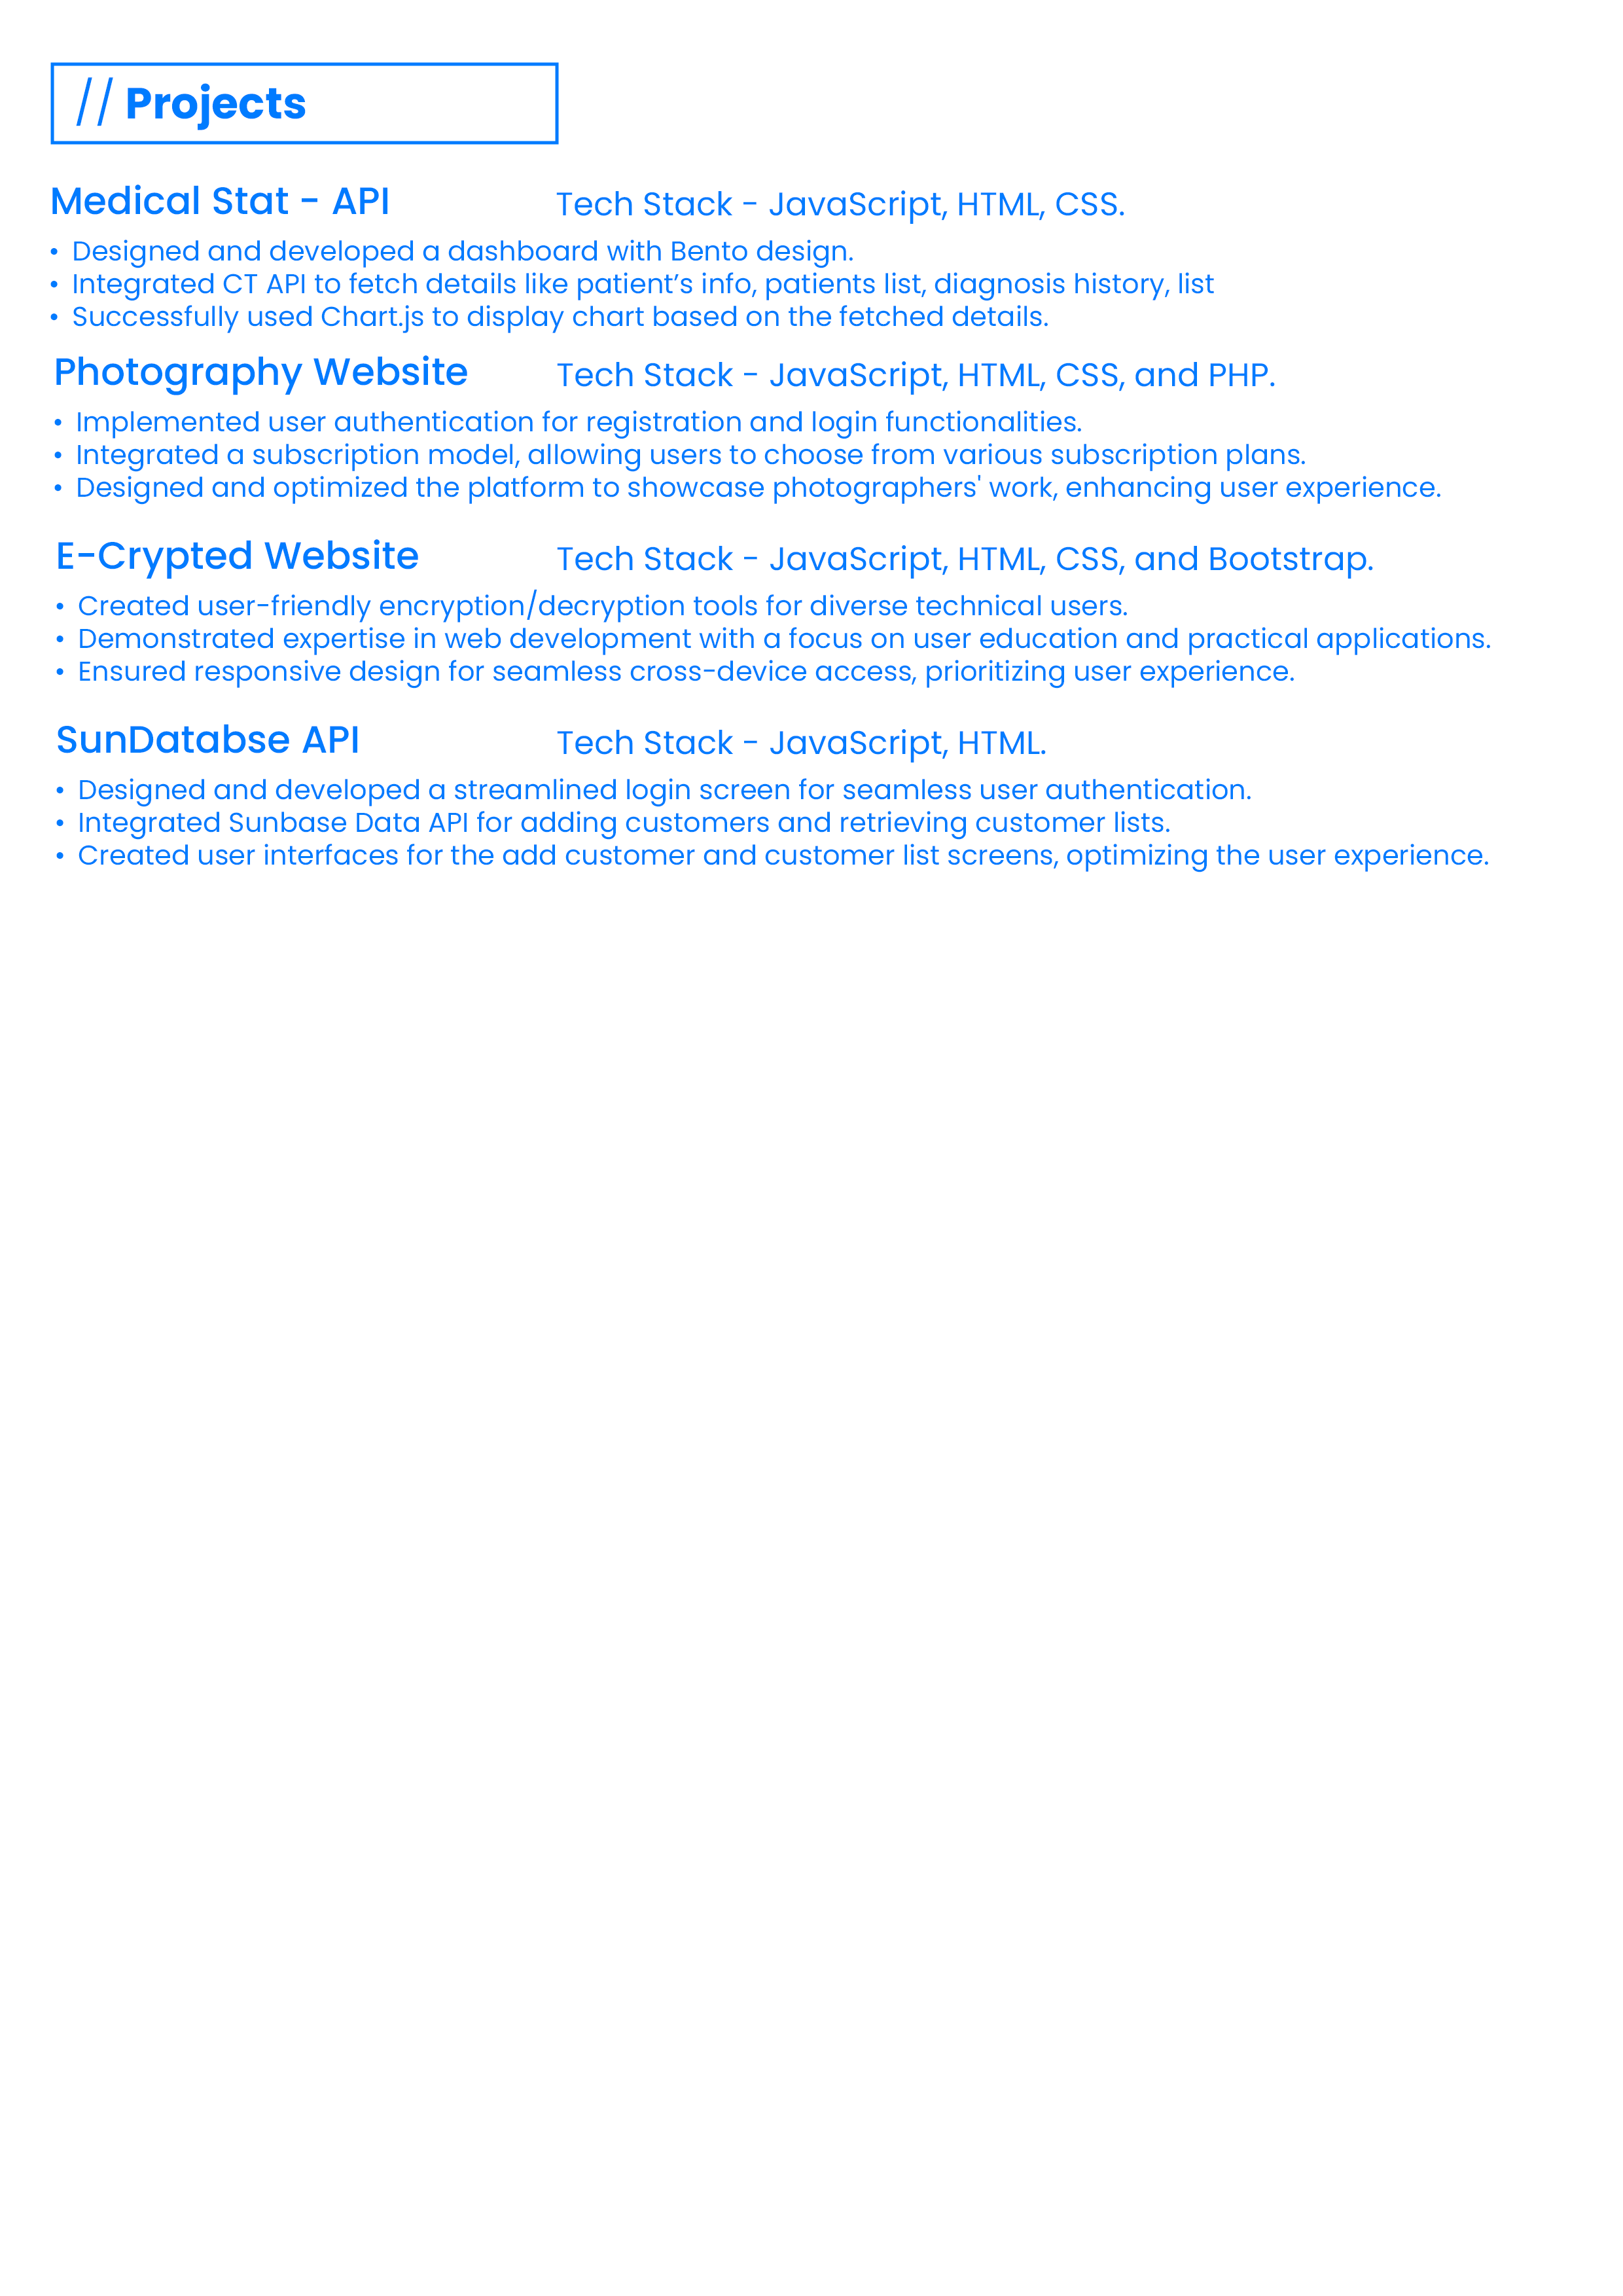 // Projects
Medical Stat - API Tech Stack - JavaScript, HTML, CSS.
• Designed and developed a dashboard with Bento design.
• Integrated CT API to fetch details like patient’s info, patients list, diagnosis history, list
• Successfully used Chart.js to display chart based on the fetched details.
Photography Website Tech Stack - JavaScript, HTML, CSS, and PHP.
• Implemented user authentication for registration and login functionalities.
• Integrated a subscription model, allowing users to choose from various subscription plans.
• Designed and optimized the platform to showcase photographers' work, enhancing user experience.
E-Crypted Website Tech Stack - JavaScript, HTML, CSS, and Bootstrap.
• Created user-friendly encryption/decryption tools for diverse technical users.
• Demonstrated expertise in web development with a focus on user education and practical applications.
• Ensured responsive design for seamless cross-device access, prioritizing user experience.
SunDatabse API Tech Stack - JavaScript, HTML.
• Designed and developed a streamlined login screen for seamless user authentication.
• Integrated Sunbase Data API for adding customers and retrieving customer lists.
• Created user interfaces for the add customer and customer list screens, optimizing the user experience.